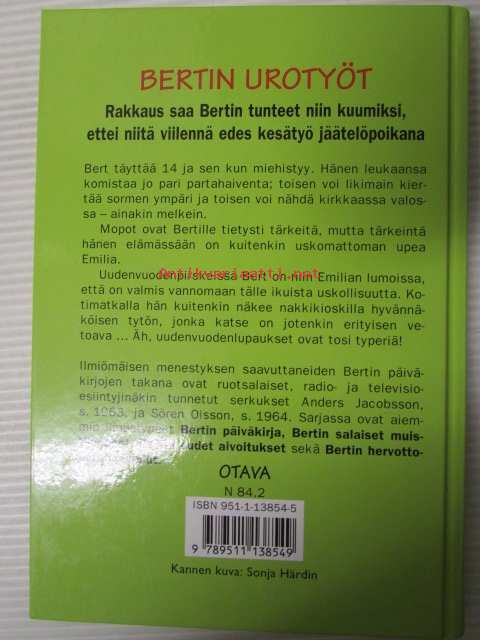 BERTIN UROTYÖT
Rakkaus saa Bertin tunteet niin kuumiksi,
ettei niitä viilennä edes kesätyö jäätelöpoikana
Bert täyttää 14 ja sen kun miehistyy. Hänen leukaansa
komistaa jo pari partahaiventa; toisen voi likimain kier-
tää sormen ympäri ja toisen voi nähdä kirkkaassa valos-
sa – ainakin melkein.
Mopot ovat Bertille tietysti tärkeitä, mutta tärkeintä
hänen elämässään on kuitenkin uskomattoman upea
Emilia.
Uudenvuodenpirskeissä Bert on niin Emilian lumoissa,
Antikvariaatti.net
että on valmis vannomaan tälle ikuista uskollisuutta. Ko-
timatkalla hän kuitenkin näkee nakkikioskilla hyvännä-
köisen tytön, jonka katse on jotenkin erityisen ve-
toava ... Äh, uudenvuodenlupaukset ovat tosi typeriä!
Ilmiömäisen menestyksen saavuttaneiden Bertin päivä-
kirjojen takana ovat ruotsalaiset, radio- ja televisio-
esiintyjinäkin tunnetut serkukset Anders Jacobsson,
s. 1963, ja Sören Olsson, s. 1964. Sarjassa ovat aiem-
min ilmestyneet Bertin päiväkirja, Bertin salaiset muis-
udet aivoitukset sekä Bertin hervotto-
OTAVA
N 84.2
ISBN 951-1-13854-5
9 789511 138549
Kannen kuva: Sonja Härdin